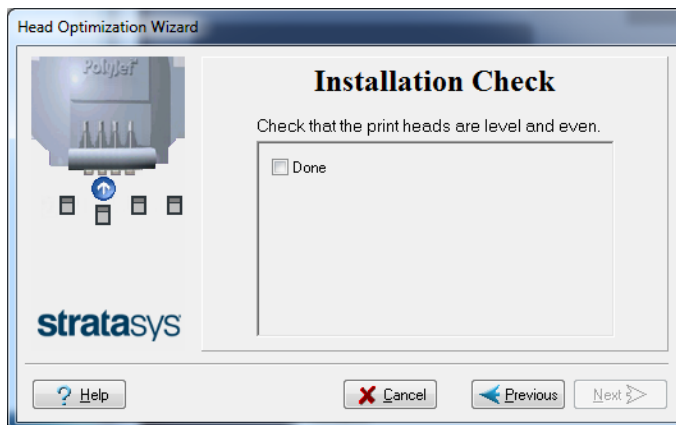 Head Optimization Wizard
PolyJet
Installation Check
Check that the print heads are level and even.
Done
stratasys
? Help
Cancel
Previous
Next